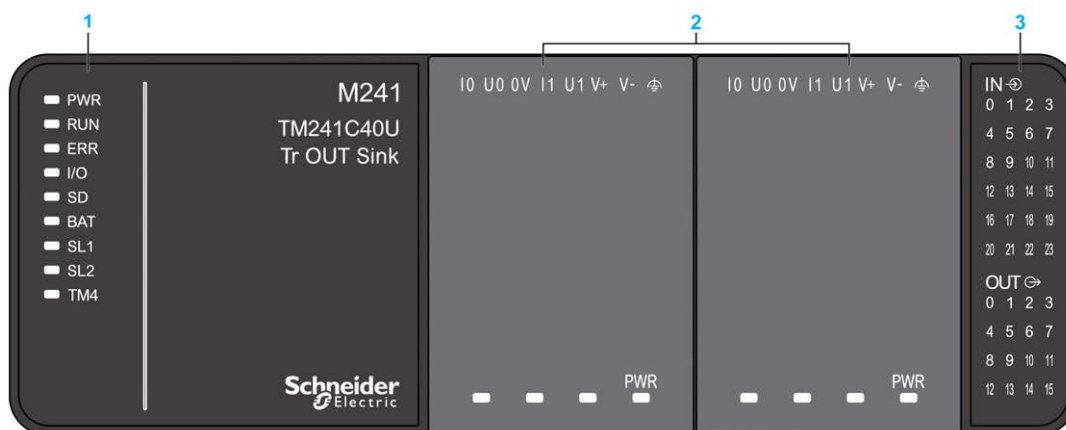 1
2
3
PWR
RUN
ERR
I/O
SD
BAT
SL1
SL2
TM4
M241
TM241C40U
Tr OUT Sink
Schneider
Electric
I0 U0 0V I1 U1 V+ V-
PWR
I0 U0 0V I1 U1 V+ V-
PWR
IN
0 1 2 3
4 5 6 7
8 9 10 11
12 13 14 15
16 17 18 19
20 21 22 23
OUT
0 1 2 3
4 5 6 7
8 9 10 11
12 13 14 15